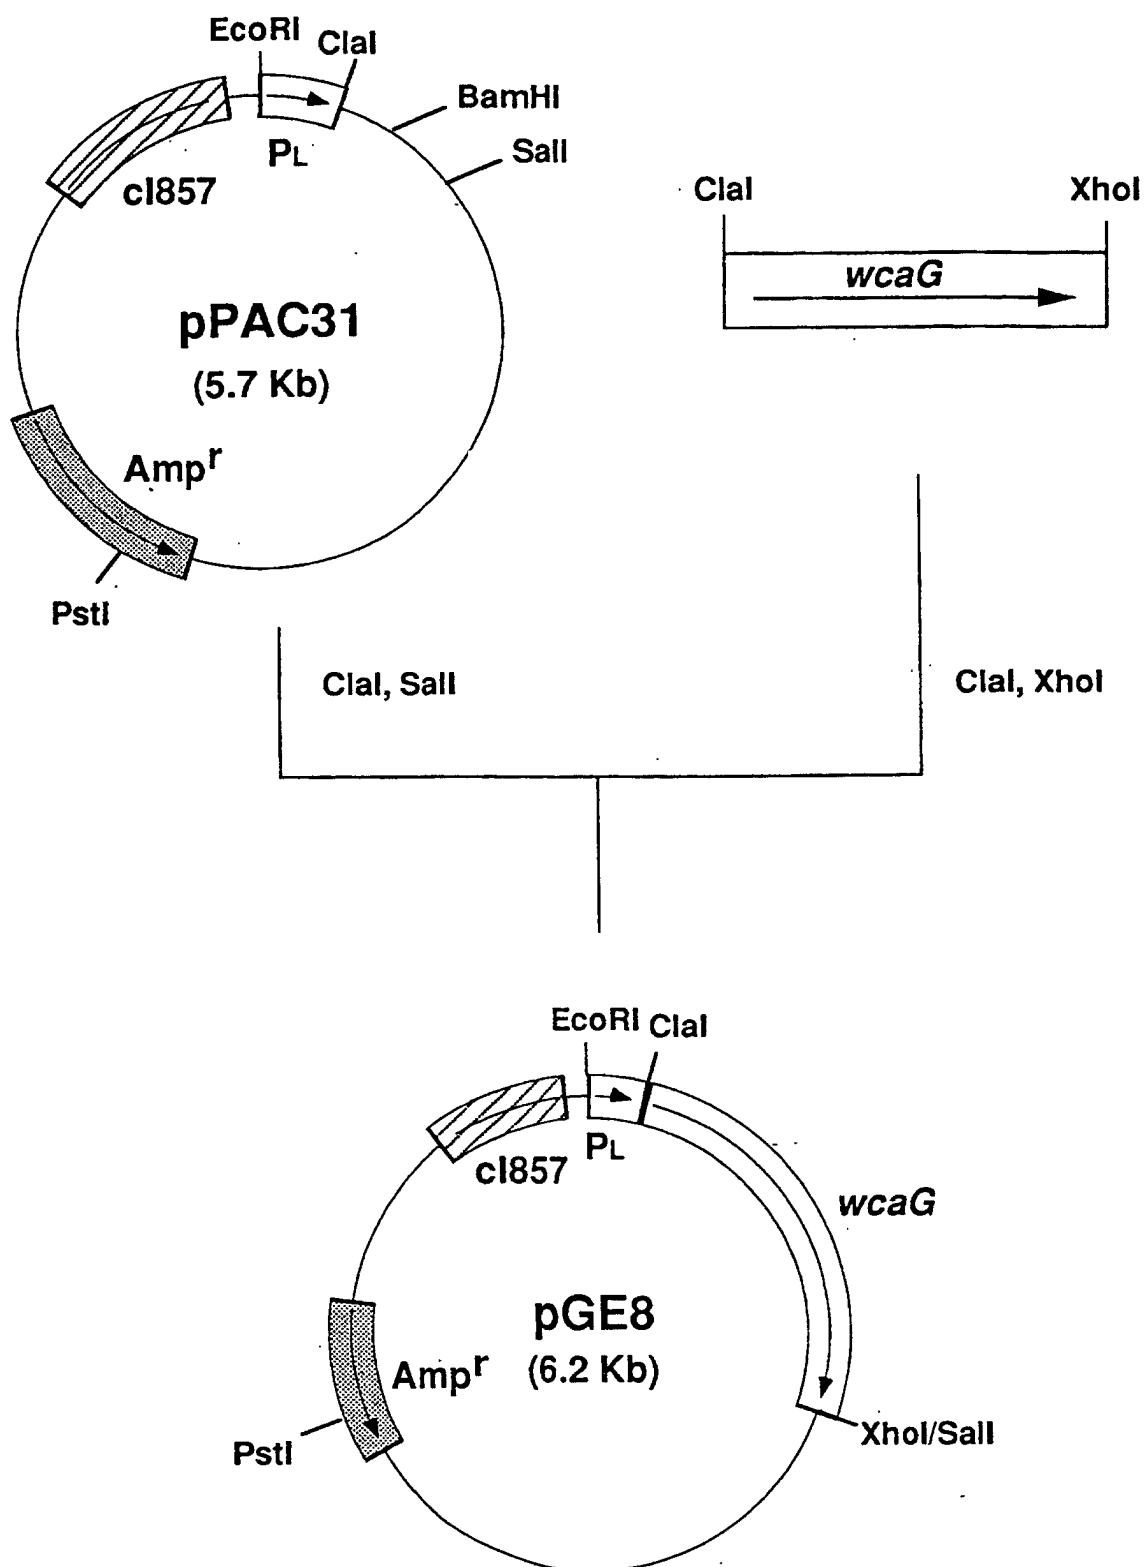 EcoRI
ClaI
BamHI
SalI
PL
cI857
pPAC31
(5.7 Kb)
Ampr
PstI
ClaI
XhoI
wcaG
ClaI, SalI
ClaI, XhoI
EcoRI
ClaI
PL
cI857
wcaG
pGE8
(6.2 Kb)
Ampr
PstI
XhoI/SalI